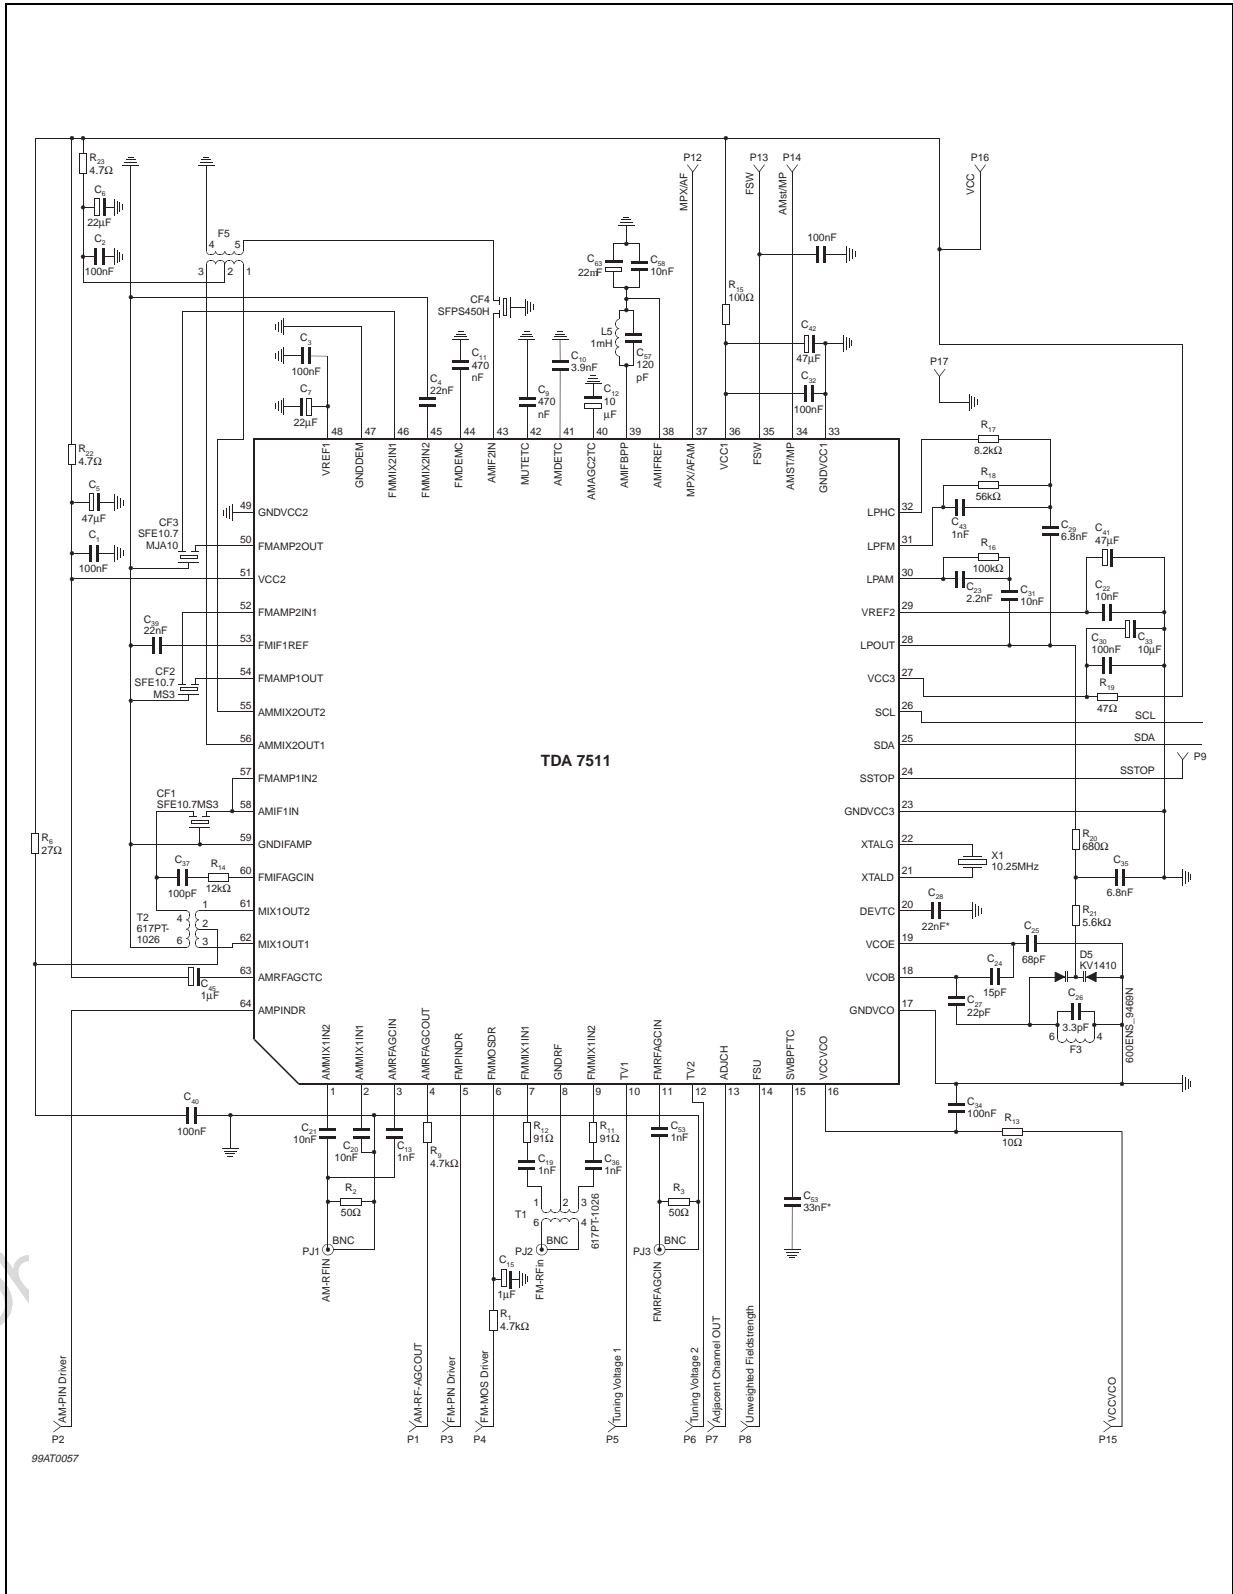 P12
P13
P14
P16
MPX/AF
FSW
AMst/MP
VCC
R23
4.7Ω
C6
22µF
C2
100nF
F5
4
5
3
2
1
CF4
SFPS450H
C63
22mF
C58
10nF
100nF
R15
100Ω
L5
1mH
C57
120
pF
C42
47µF
C32
100nF
P17
C3
100nF
C7
22µF
C4
22nF
C11
470
nF
C9
470
nF
C10
3.9nF
C12
10
µF
48
47
46
45
44
43
42
41
40
39
38
37
36
35
34
33
VREF1
GNDDEM
FMMIX2IN1
FMMIX2IN2
FMDEMC
AMIF2IN
MUTETC
AMDETC
AMAGC2TC
AMIFBPP
AMIFREF
MPX/AFAM
VCC1
FSW
AMST/MP
GNDVCC1
R22
4.7Ω
C5
47µF
C1
100nF
CF3
SFE10.7
MJA10
C39
22nF
CF2
SFE10.7
MS3
CF1
SFE10.7MS3
R6
27Ω
C37
100pF
R14
12kΩ
T2
617PT-
1026
4
6
1
2
3
C45
1µF
49 GNDVCC2
50 FMAMP2OUT
51 VCC2
52 FMAMP2IN1
53 FMIF1REF
54 FMAMP1OUT
55 AMMIX2OUT2
56 AMMIX2OUT1
57 FMAMP1IN2
58 AMIF1IN
59 GNDIFAMP
60 FMIFAGCIN
61 MIX1OUT2
62 MIX1OUT1
63 AMRFAGCTC
64 AMPINDR
TDA 7511
LPHC 32
LPFM 31
LPAM 30
VREF2 29
LPOUT 28
VCC3 27
SCL 26
SDA 25
SSTOP 24
GNDVCC3 23
XTALG 22
XTALD 21
DEVTC 20
VCOE 19
VCOB 18
GNDVCO 17
R17
8.2kΩ
R18
56kΩ
C43
1nF
R16
100kΩ
C23
2.2nF
C31
10nF
C29
6.8nF
C41
47µF
C22
10nF
C33
10µF
C30
100nF
R19
47Ω
SCL
SDA
P9
SSTOP
R20
680Ω
X1
10.25MHz
C35
6.8nF
C28
22nF*
R21
5.6kΩ
C25
68pF
D5
KV1410
C24
15pF
C27
22pF
C26
3.3pF
6
4
F3
600ENS_9469N
C34
100nF
R13
10Ω
AMMIX1IN2
AMMIX1IN1
AMRFAGCIN
AMRFAGCOUT
FMPINDR
FMMOSDR
FMMIX1IN1
GNDRF
FMMIX1IN2
TV1
FMRFAGCIN
TV2
ADJCH
FSU
SWBPFTC
VCCVCO
1
2
3
4
5
6
7
8
9
10
11
12
13
14
15
16
C40
100nF
C21
10nF
C20
10nF
C13
1nF
R9
4.7kΩ
R12
91Ω
R11
91Ω
C53
1nF
C19
1nF
C36
1nF
R2
50Ω
R3
50Ω
C53
33nF*
T1
1
2
3
6
4
617PT-1026
PJ1
BNC
PJ2
BNC
PJ3
BNC
AM-RFIN
FM-RFin
FMRFAGCIN
C15
1µF
R1
4.7kΩ
AM-PIN Driver
AM-RF-AGCOUT
FM-PIN Driver
FM-MOS Driver
Tuning Voltage 1
Tuning Voltage 2
Adjacent Channel OUT
Unweighted Fieldstrength
VCCVCO
P2
P1
P3
P4
P5
P6
P7
P8
P15
99AT0057